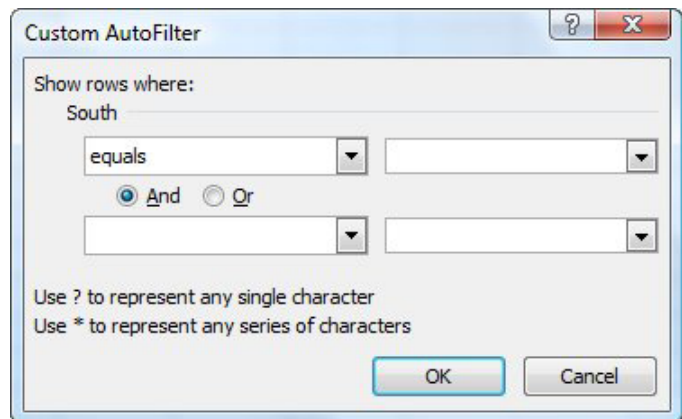 Custom AutoFilter
?
X
Show rows where:
South
equals
And Or
Use ? to represent any single character
Use * to represent any series of characters
OK Cancel